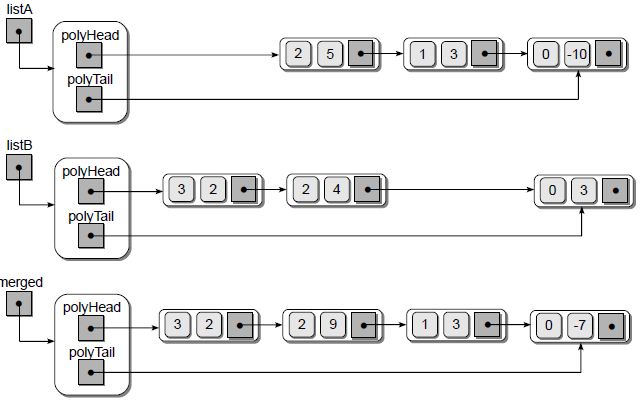 listA
polyHead
2 5 1 3 0 -10
polyTail
listB
polyHead
3 2 2 4 0 3
polyTail
merged
polyHead
3 2 2 9 1 3 0 -7
polyTail